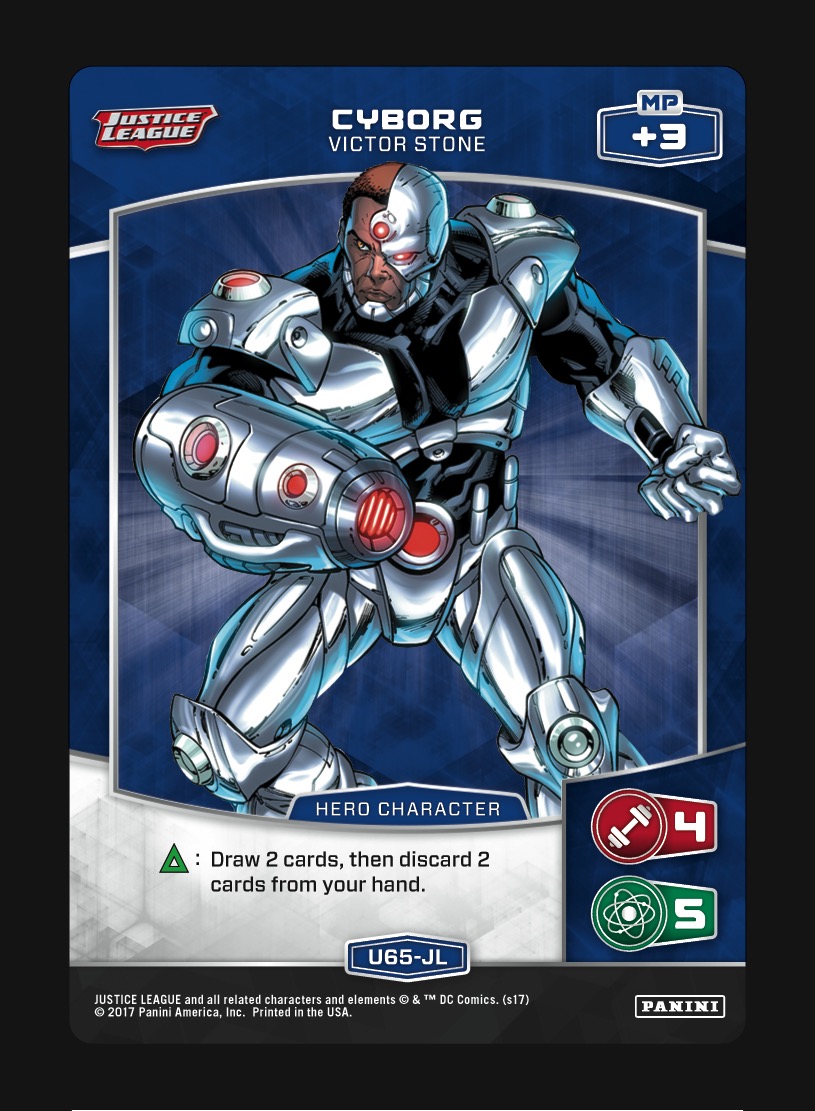 JUSTICE
LEAGUE
CYBORG
VICTOR STONE
MP
+3
HERO CHARACTER
: Draw 2 cards, then discard 2
cards from your hand.
4
5
U65-JL
JUSTICE LEAGUE and all related characters and elements © & ™ DC Comics. (s17)
© 2017 Panini America, Inc. Printed in the USA.
PANINI